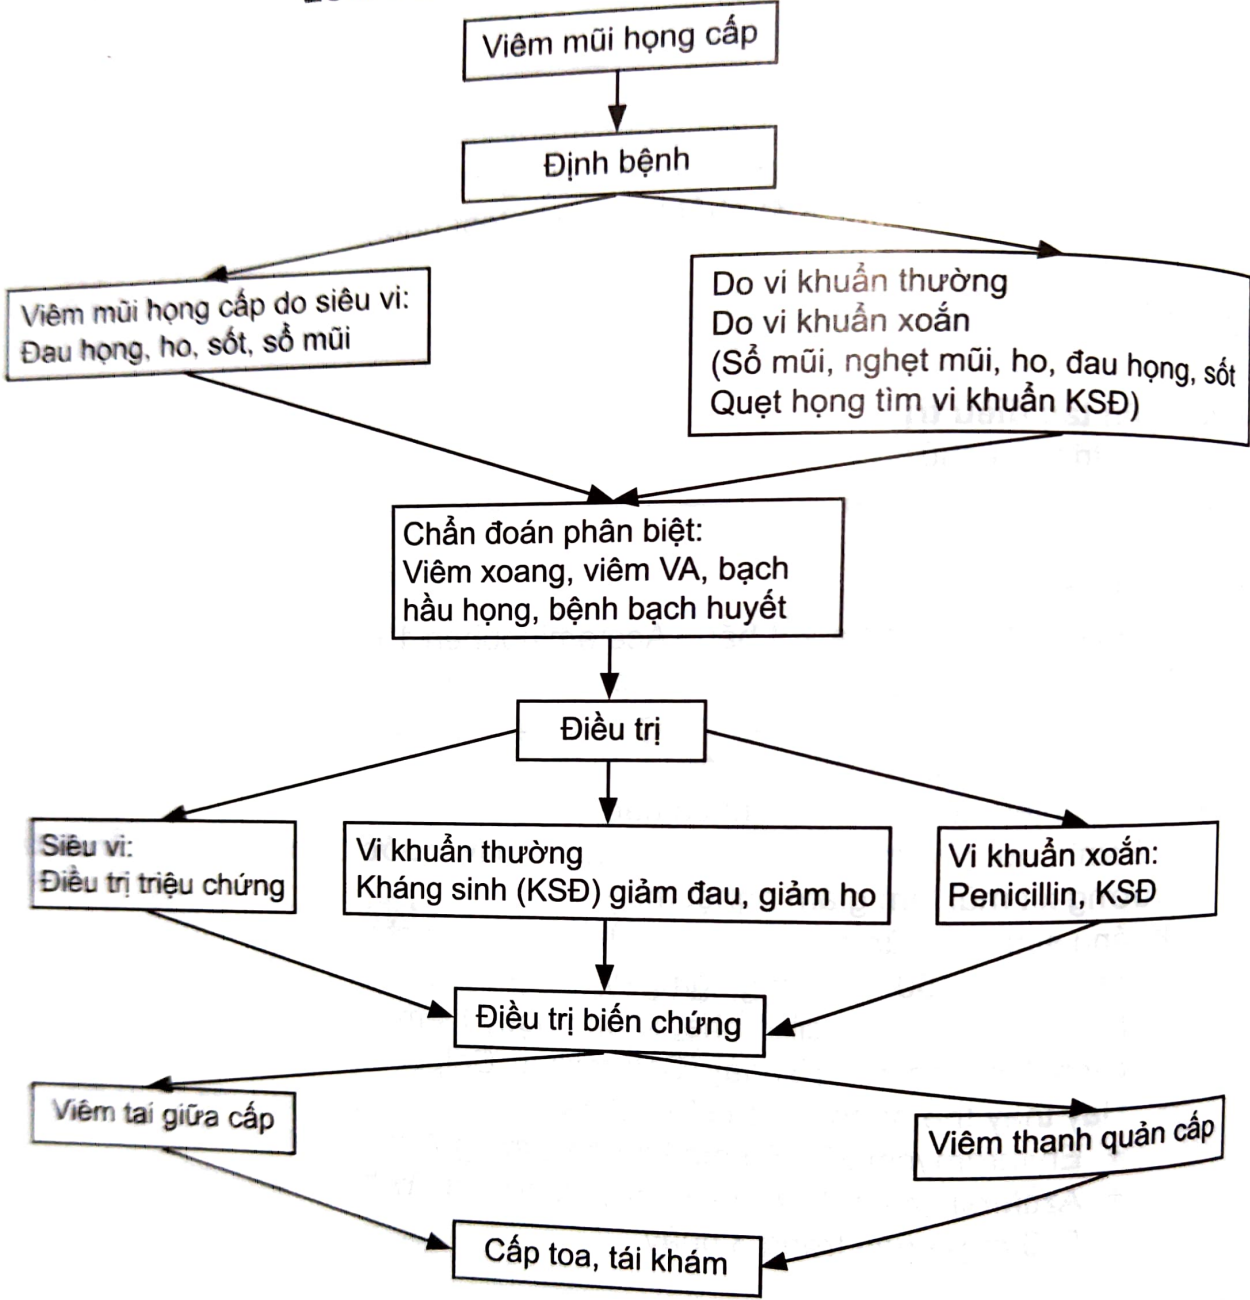 Viêm mũi họng cấp
Định bệnh
Viêm mũi họng cấp do siêu vi:
Đau họng, ho, sốt, sổ mũi
Do vi khuẩn thường
Do vi khuẩn xoắn
(Sổ mũi, nghẹt mũi, ho, đau họng, sốt
Quẹt họng tìm vi khuẩn KSĐ)
Chẩn đoán phân biệt:
Viêm xoang, viêm VA, bạch
hầu họng, bệnh bạch huyết
Điều trị
Siêu vi:
Điều trị triệu chứng
Vi khuẩn thường
Kháng sinh (KSĐ) giảm đau, giảm ho
Vi khuẩn xoắn:
Penicillin, KSĐ
Điều trị biến chứng
Viêm tai giữa cấp
Viêm thanh quản cấp
Cấp toa, tái khám